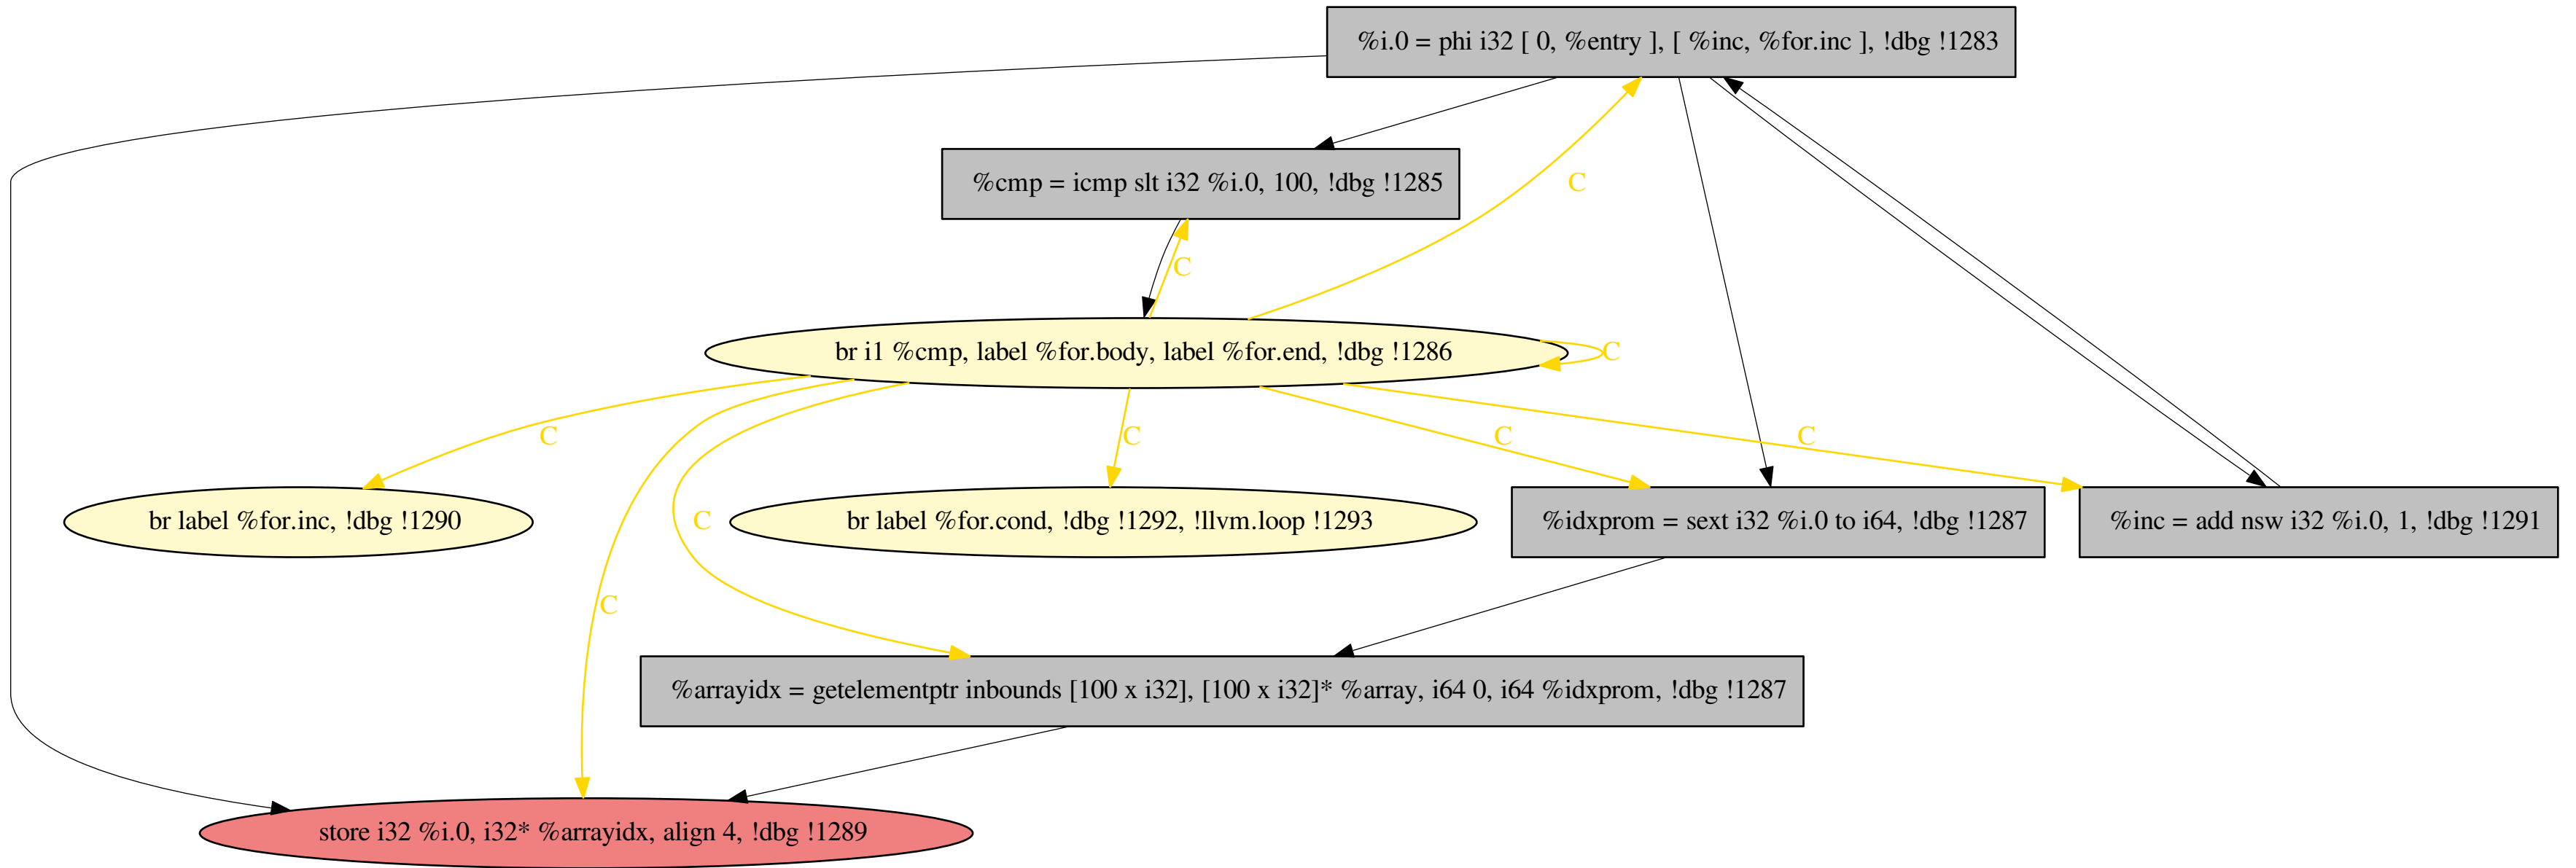 %i.0 = phi i32 [ 0, %entry ], [ %inc, %for.inc ], !dbg !1283
%cmp = icmp slt i32 %i.0, 100, !dbg !1285
C
C
br i1 %cmp, label %for.body, label %for.end, !dbg !1286
C
C
C
C
C
br label %for.inc, !dbg !1290
C
br label %for.cond, !dbg !1292, !llvm.loop !1293
%idxprom = sext i32 %i.0 to i64, !dbg !1287
%inc = add nsw i32 %i.0, 1, !dbg !1291
C
%arrayidx = getelementptr inbounds [100 x i32], [100 x i32]* %array, i64 0, i64 %idxprom, !dbg !1287
store i32 %i.0, i32* %arrayidx, align 4, !dbg !1289